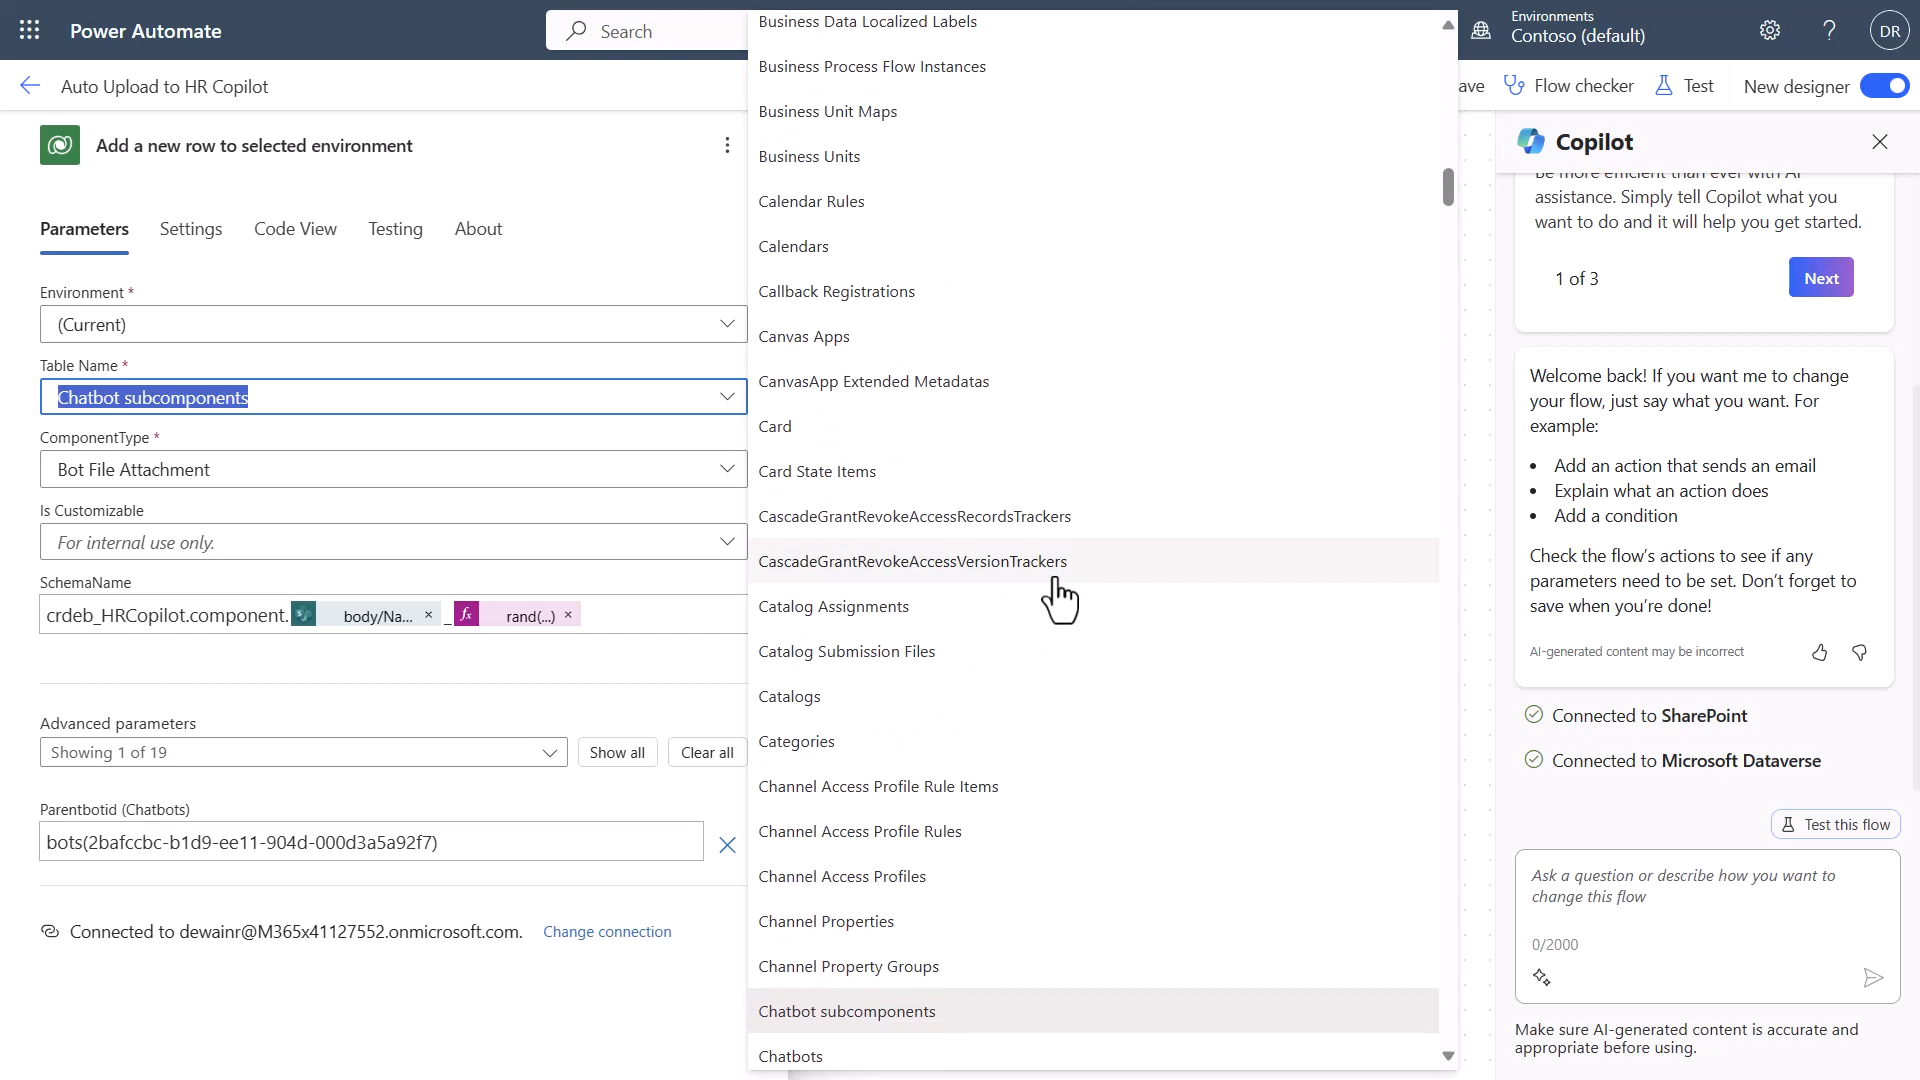 Power Automate
Search
Environments
Contoso (default)
DR
Auto Upload to HR Copilot
ave
Flow checker
Test
New designer
Add a new row to selected environment
Parameters
Settings
Code View
Testing
About
Environment *
(Current)
Table Name *
Chatbot subcomponents
ComponentType *
Bot File Attachment
Is Customizable
For internal use only.
SchemaName
crdeb_HRCopilot.component. body/Na... × _ fx rand(...) ×
Advanced parameters
Showing 1 of 19
Show all
Clear all
Parentbotid (Chatbots)
bots(2bafccbc-b1d9-ee11-904d-000d3a5a92f7)
Connected to dewainr@M365x41127552.onmicrosoft.com.
Change connection
Business Data Localized Labels
Business Process Flow Instances
Business Unit Maps
Business Units
Calendar Rules
Calendars
Callback Registrations
Canvas Apps
CanvasApp Extended Metadatas
Card
Card State Items
CascadeGrantRevokeAccessRecordsTrackers
CascadeGrantRevokeAccessVersionTrackers
Catalog Assignments
Catalog Submission Files
Catalogs
Categories
Channel Access Profile Rule Items
Channel Access Profile Rules
Channel Access Profiles
Channel Properties
Channel Property Groups
Chatbot subcomponents
Chatbots
Copilot
Be more efficient than ever with AI
assistance. Simply tell Copilot what you
want to do and it will help you get started.
1 of 3
Next
Welcome back! If you want me to change
your flow, just say what you want. For
example:
• Add an action that sends an email
• Explain what an action does
• Add a condition
Check the flow's actions to see if any
parameters need to be set. Don't forget to
save when you're done!
AI-generated content may be incorrect
Connected to SharePoint
Connected to Microsoft Dataverse
Test this flow
Ask a question or describe how you want to
change this flow
0/2000
Make sure AI-generated content is accurate and
appropriate before using.